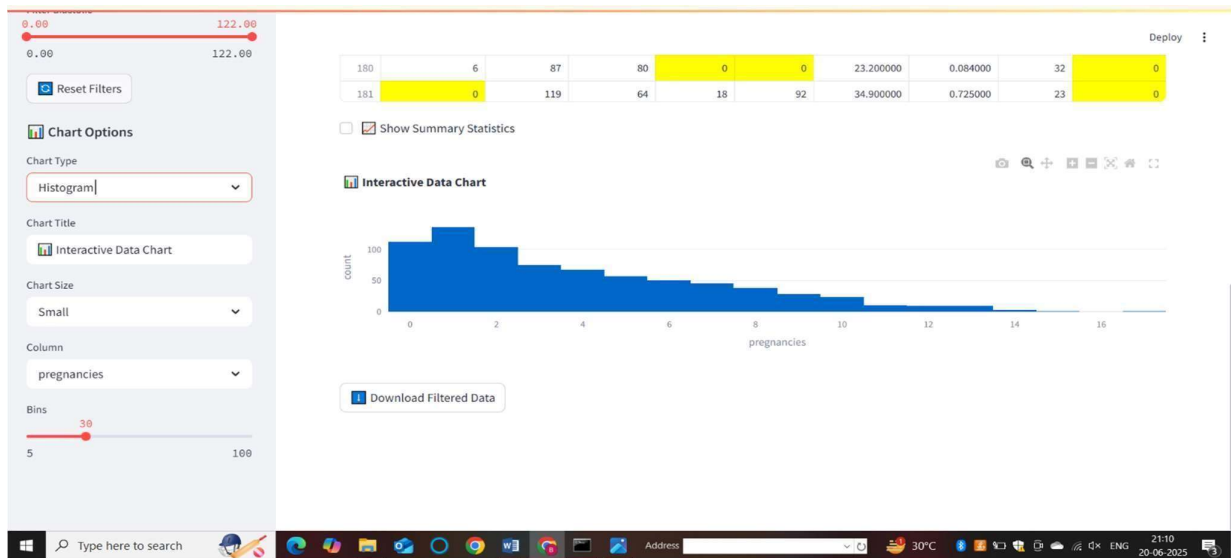 0.00 122.00
0.00 122.00
Reset Filters
Chart Options
Chart Type
Histogram
Chart Title
Interactive Data Chart
Chart Size
Small
Column
pregnancies
Bins
30
5 100
Deploy
180 6 87 80 0 0 23.200000 0.084000 32 0
181 0 119 64 18 92 34.900000 0.725000 23 0
Show Summary Statistics
Interactive Data Chart
count
100
50
0
0 2 4 6 8 10 12 14 16
pregnancies
Download Filtered Data
Type here to search
Address
30°C
ENG
21:10
20-06-2025